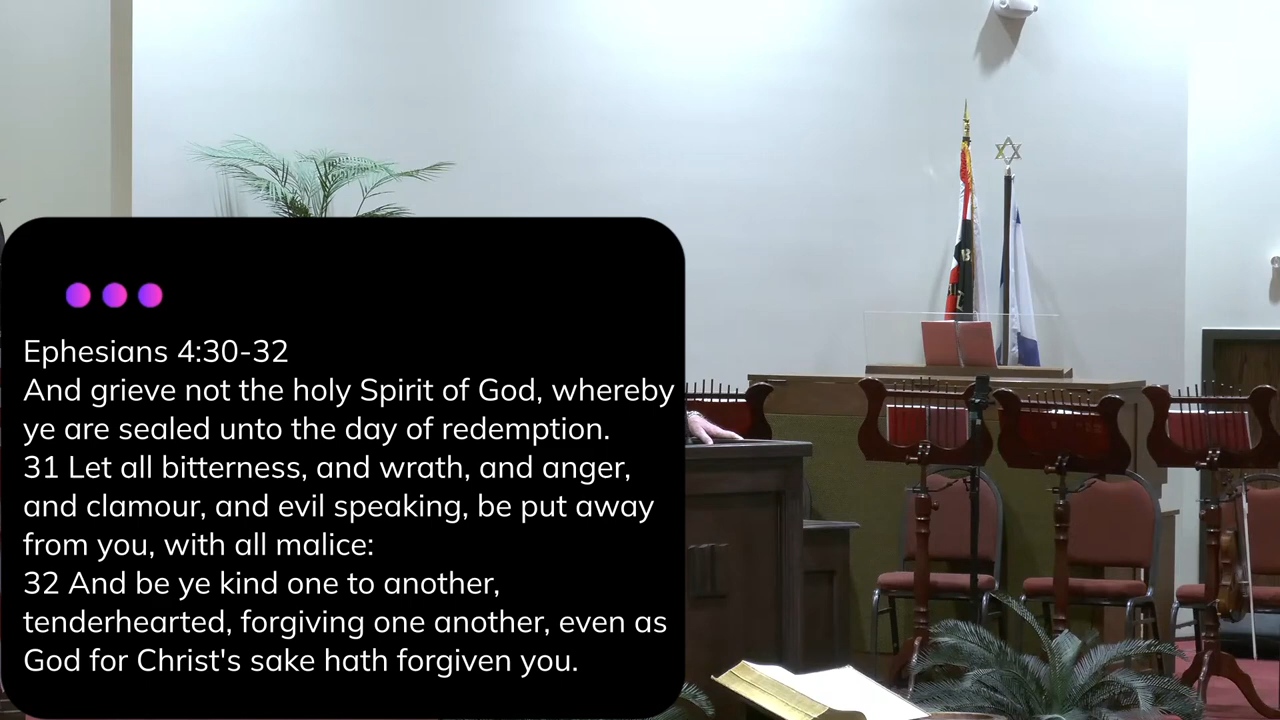 Ephesians 4:30-32
And grieve not the holy Spirit of God, whereby
ye are sealed unto the day of redemption.
31 Let all bitterness, and wrath, and anger,
and clamour, and evil speaking, be put away
from you, with all malice:
32 And be ye kind one to another,
tenderhearted, forgiving one another, even as
God for Christ's sake hath forgiven you.